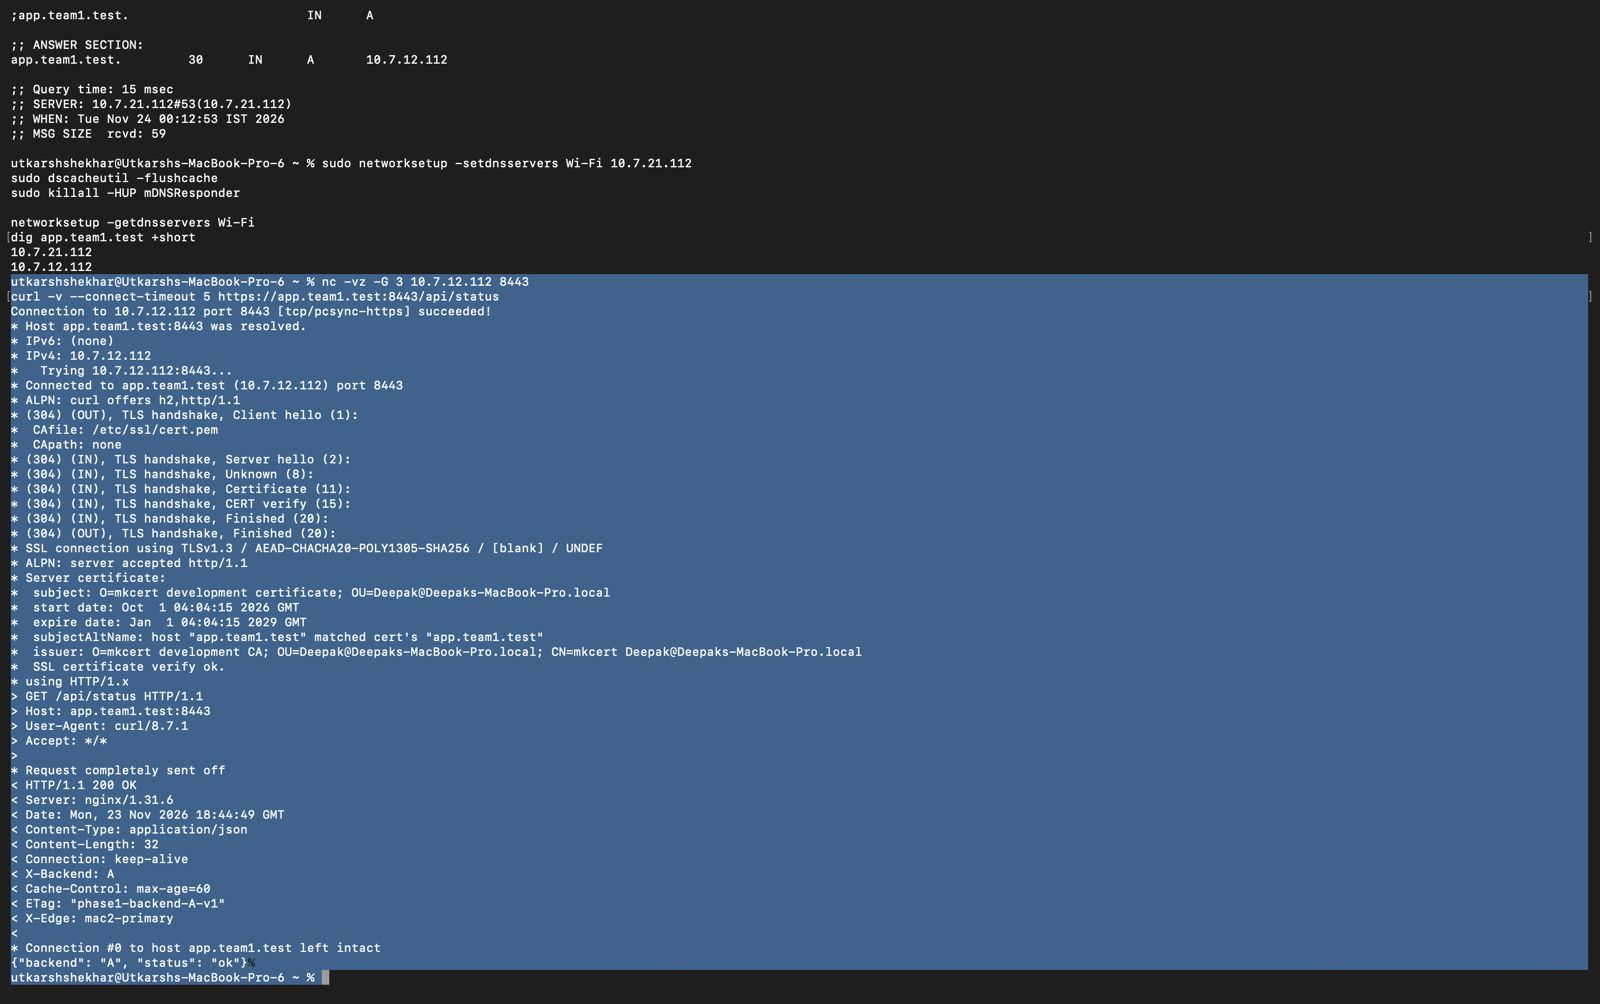 ;app.team1.test. IN A
;; ANSWER SECTION:
app.team1.test. 30 IN A 10.7.12.112
;; Query time: 15 msec
;; SERVER: 10.7.21.112#53(10.7.21.112)
;; WHEN: Tue Nov 24 00:12:53 IST 2026
;; MSG SIZE  rcvd: 59
utkarshshekhar@Utkarshs-MacBook-Pro-6 ~ % sudo networksetup -setdnsservers Wi-Fi 10.7.21.112
sudo dscacheutil -flushcache
sudo killall -HUP mDNSResponder
networksetup -getdnsservers Wi-Fi
[dig app.team1.test +short ]
10.7.21.112
10.7.12.112
utkarshshekhar@Utkarshs-MacBook-Pro-6 ~ % nc -vz -G 3 10.7.12.112 8443
[curl -v --connect-timeout 5 https://app.team1.test:8443/api/status ]
Connection to 10.7.12.112 port 8443 [tcp/pcsync-https] succeeded!
* Host app.team1.test:8443 was resolved.
* IPv6: (none)
* IPv4: 10.7.12.112
*   Trying 10.7.12.112:8443...
* Connected to app.team1.test (10.7.12.112) port 8443
* ALPN: curl offers h2,http/1.1
* (304) (OUT), TLS handshake, Client hello (1):
*  CAfile: /etc/ssl/cert.pem
*  CApath: none
* (304) (IN), TLS handshake, Server hello (2):
* (304) (IN), TLS handshake, Unknown (8):
* (304) (IN), TLS handshake, Certificate (11):
* (304) (IN), TLS handshake, CERT verify (15):
* (304) (IN), TLS handshake, Finished (20):
* (304) (OUT), TLS handshake, Finished (20):
* SSL connection using TLSv1.3 / AEAD-CHACHA20-POLY1305-SHA256 / [blank] / UNDEF
* ALPN: server accepted http/1.1
* Server certificate:
*  subject: O=mkcert development certificate; OU=Deepak@Deepaks-MacBook-Pro.local
*  start date: Oct  1 04:04:15 2026 GMT
*  expire date: Jan  1 04:04:15 2029 GMT
*  subjectAltName: host "app.team1.test" matched cert's "app.team1.test"
*  issuer: O=mkcert development CA; OU=Deepak@Deepaks-MacBook-Pro.local; CN=mkcert Deepak@Deepaks-MacBook-Pro.local
*  SSL certificate verify ok.
* using HTTP/1.x
> GET /api/status HTTP/1.1
> Host: app.team1.test:8443
> User-Agent: curl/8.7.1
> Accept: */*
>
* Request completely sent off
< HTTP/1.1 200 OK
< Server: nginx/1.31.6
< Date: Mon, 23 Nov 2026 18:44:49 GMT
< Content-Type: application/json
< Content-Length: 32
< Connection: keep-alive
< X-Backend: A
< Cache-Control: max-age=60
< ETag: "phase1-backend-A-v1"
< X-Edge: mac2-primary
<
* Connection #0 to host app.team1.test left intact
{"backend": "A", "status": "ok"}%
utkarshshekhar@Utkarshs-MacBook-Pro-6 ~ %